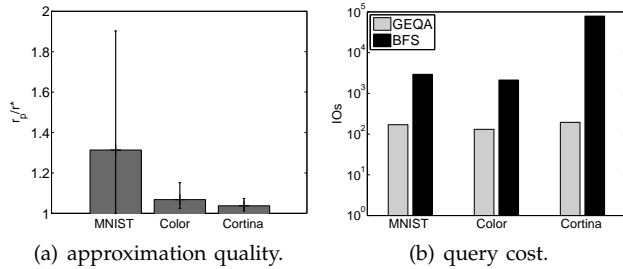 2
1.8
1.6
1.4
1.2
1
r_p/r*
MNIST Color Cortina
(a) approximation quality.
10^5
10^4
10^3
10^2
10^1
10^0
IOs
GEQA
BFS
MNIST Color Cortina
(b) query cost.